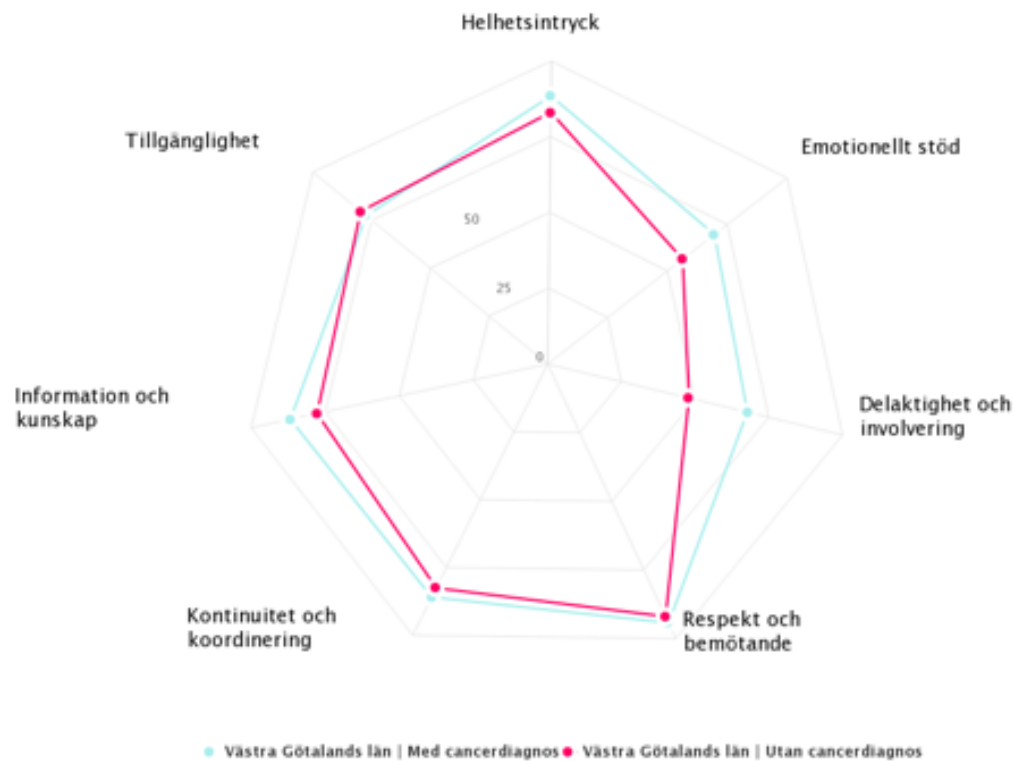 Helhetsintryck
Tillgänglighet
Emotionellt stöd
50
25
0
Information och
kunskap
Delaktighet och
involvering
Kontinuitet och
koordinering
Respekt och
bemötande
Västra Götalands län | Med cancerdiagnos
Västra Götalands län | Utan cancerdiagnos